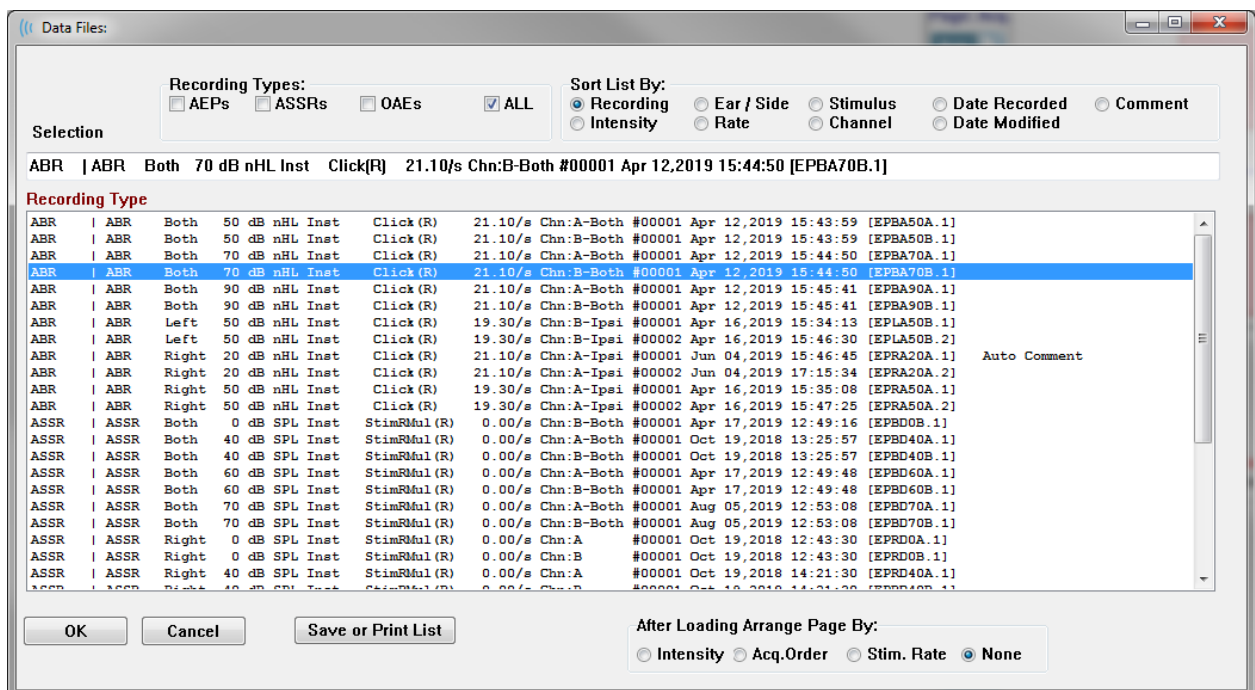 Data Files:
Page Acq
Recording Types:
AEPs ASSRs OAEs ALL
Sort List By:
Recording Ear / Side Stimulus Date Recorded Comment
Intensity Rate Channel Date Modified
Selection
ABR | ABR Both 70 dB nHL Inst Click(R) 21.10/s Chn:B-Both #00001 Apr 12,2019 15:44:50 [EPBA70B.1]
Recording Type
ABR | ABR Both 50 dB nHL Inst Click(R) 21.10/s Chn:A-Both #00001 Apr 12,2019 15:43:59 [EPBA50A.1]
ABR | ABR Both 50 dB nHL Inst Click(R) 21.10/s Chn:B-Both #00001 Apr 12,2019 15:43:59 [EPBA50B.1]
ABR | ABR Both 70 dB nHL Inst Click(R) 21.10/s Chn:A-Both #00001 Apr 12,2019 15:44:50 [EPBA70A.1]
ABR | ABR Both 70 dB nHL Inst Click(R) 21.10/s Chn:B-Both #00001 Apr 12,2019 15:44:50 [EPBA70B.1]
ABR | ABR Both 90 dB nHL Inst Click(R) 21.10/s Chn:A-Both #00001 Apr 12,2019 15:45:41 [EPBA90A.1]
ABR | ABR Both 90 dB nHL Inst Click(R) 21.10/s Chn:B-Both #00001 Apr 12,2019 15:45:41 [EPBA90B.1]
ABR | ABR Left 50 dB nHL Inst Click(R) 19.30/s Chn:B-Ipsi #00001 Apr 16,2019 15:34:13 [EPLA50B.1]
ABR | ABR Left 50 dB nHL Inst Click(R) 19.30/s Chn:B-Ipsi #00002 Apr 16,2019 15:46:30 [EPLA50B.2]
ABR | ABR Right 20 dB nHL Inst Click(R) 21.10/s Chn:A-Ipsi #00001 Jun 04,2019 15:46:45 [EPRA20A.1] Auto Comment
ABR | ABR Right 20 dB nHL Inst Click(R) 21.10/s Chn:A-Ipsi #00002 Jun 04,2019 17:15:34 [EPRA20A.2]
ABR | ABR Right 50 dB nHL Inst Click(R) 19.30/s Chn:A-Ipsi #00001 Apr 16,2019 15:35:08 [EPRA50A.1]
ABR | ABR Right 50 dB nHL Inst Click(R) 19.30/s Chn:A-Ipsi #00002 Apr 16,2019 15:47:25 [EPRA50A.2]
ASSR | ASSR Both 0 dB SPL Inst StimRMul(R) 0.00/s Chn:B-Both #00001 Apr 17,2019 12:49:16 [EPBD0B.1]
ASSR | ASSR Both 40 dB SPL Inst StimRMul(R) 0.00/s Chn:A-Both #00001 Oct 19,2018 13:25:57 [EPBD40A.1]
ASSR | ASSR Both 40 dB SPL Inst StimRMul(R) 0.00/s Chn:B-Both #00001 Oct 19,2018 13:25:57 [EPBD40B.1]
ASSR | ASSR Both 60 dB SPL Inst StimRMul(R) 0.00/s Chn:A-Both #00001 Apr 17,2019 12:49:48 [EPBD60A.1]
ASSR | ASSR Both 60 dB SPL Inst StimRMul(R) 0.00/s Chn:B-Both #00001 Apr 17,2019 12:49:48 [EPBD60B.1]
ASSR | ASSR Both 70 dB SPL Inst StimRMul(R) 0.00/s Chn:A-Both #00001 Aug 05,2019 12:53:08 [EPBD70A.1]
ASSR | ASSR Both 70 dB SPL Inst StimRMul(R) 0.00/s Chn:B-Both #00001 Aug 05,2019 12:53:08 [EPBD70B.1]
ASSR | ASSR Right 0 dB SPL Inst StimRMul(R) 0.00/s Chn:A #00001 Oct 19,2018 12:43:30 [EPRD0A.1]
ASSR | ASSR Right 0 dB SPL Inst StimRMul(R) 0.00/s Chn:B #00001 Oct 19,2018 12:43:30 [EPRD0B.1]
ASSR | ASSR Right 40 dB SPL Inst StimRMul(R) 0.00/s Chn:A #00001 Oct 19,2018 14:21:30 [EPRD40A.1]
ASSR | ASSR Right 40 dB SPL Inst StimRMul(R) 0.00/s Chn:B #00001 Oct 19,2018 14:21:30 [EPRD40B.1]
OK Cancel Save or Print List
After Loading Arrange Page By:
Intensity Acq.Order Stim. Rate None